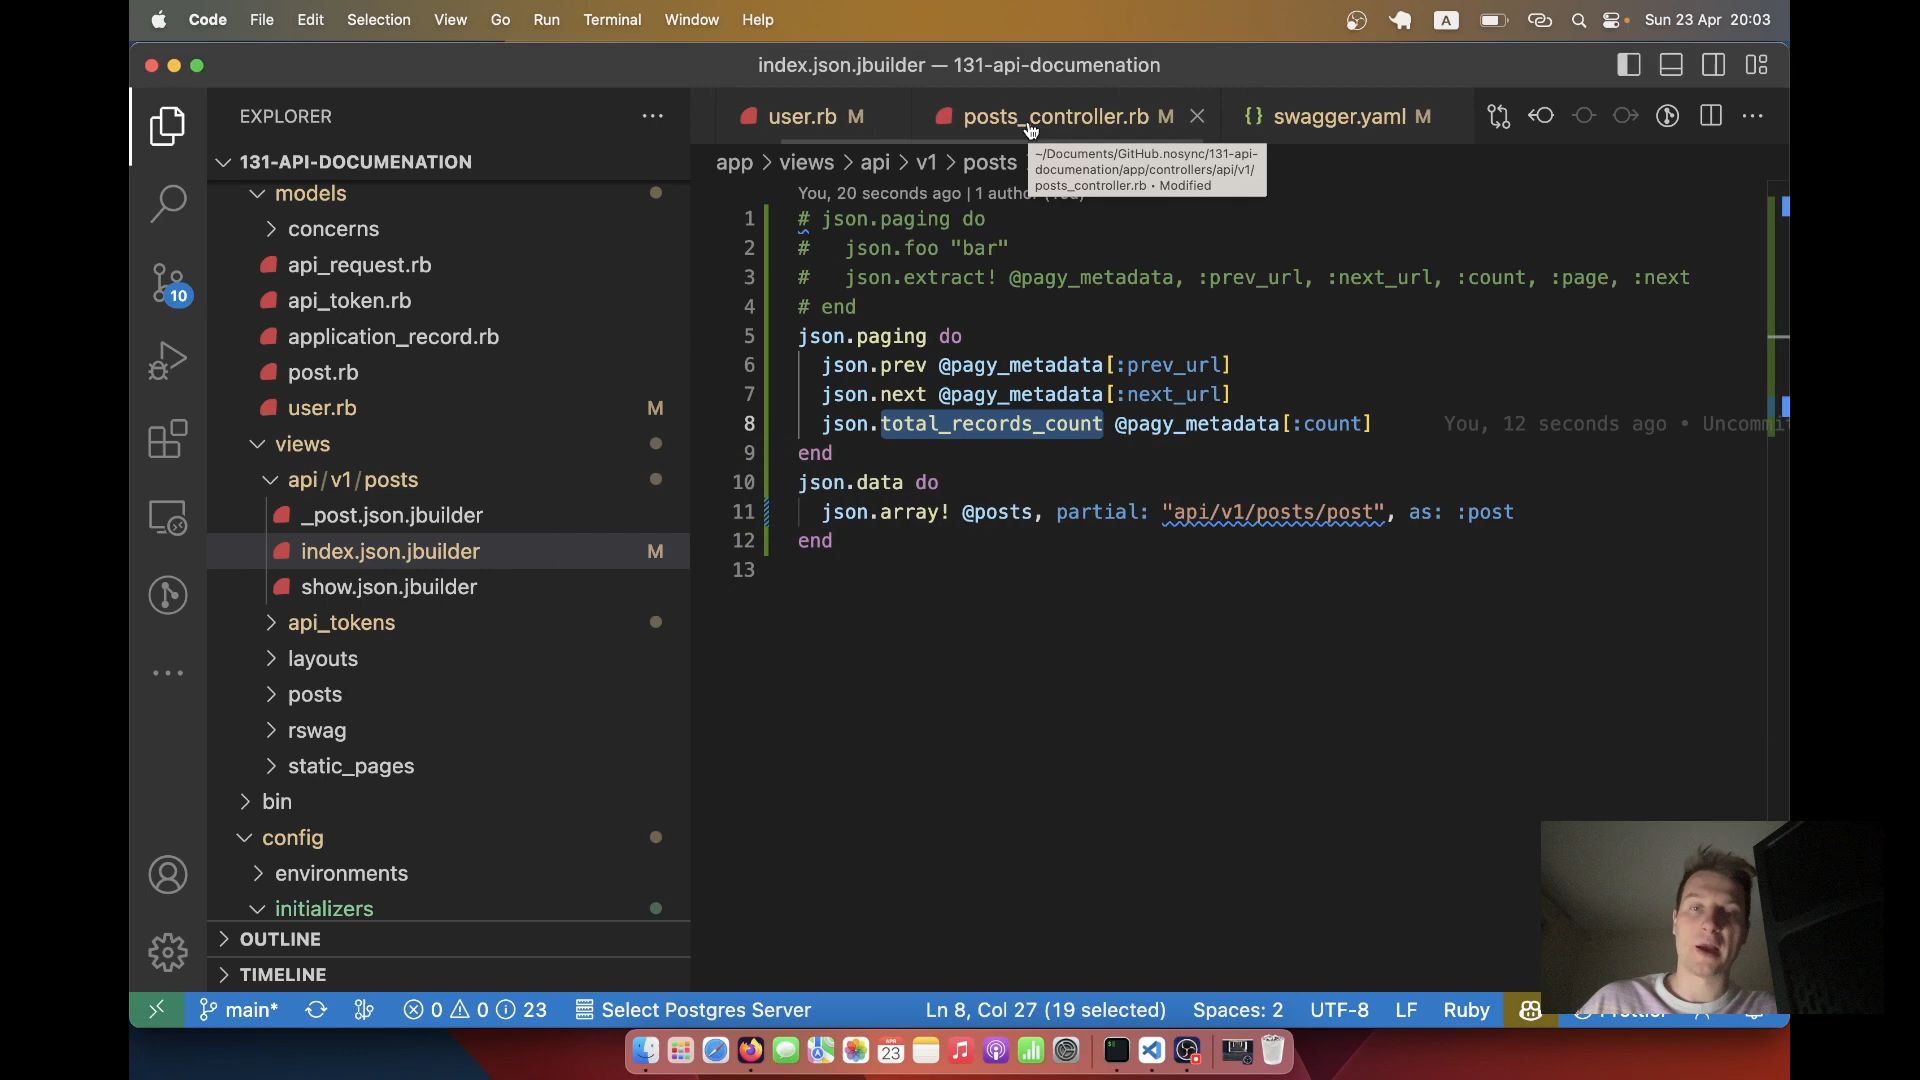 Code File Edit Selection View Go Run Terminal Window Help
A
Sun 23 Apr 20:03
index.json.jbuilder — 131-api-documenation
EXPLORER
user.rb M
posts_controller.rb M
{} swagger.yaml M
131-API-DOCUMENATION
app > views > api > v1 > posts
~/Documents/GitHub.nosync/131-api-
documenation/app/controllers/api/v1/
posts_controller.rb • Modified
models
concerns
api_request.rb
api_token.rb
application_record.rb
post.rb
user.rb M
views
api/v1/posts
_post.json.jbuilder
index.json.jbuilder M
show.json.jbuilder
api_tokens
layouts
posts
rswag
static_pages
bin
config
environments
initializers
OUTLINE
TIMELINE
10
You, 20 seconds ago | 1
1 # json.paging do
2 #   json.foo "bar"
3 #   json.extract! @pagy_metadata, :prev_url, :next_url, :count, :page, :next
4 # end
5 json.paging do
6   json.prev @pagy_metadata[:prev_url]
7   json.next @pagy_metadata[:next_url]
8   json.total_records_count @pagy_metadata[:count] You, 12 seconds ago • Uncommit
9 end
10 json.data do
11   json.array! @posts, partial: "api/v1/posts/post", as: :post
12 end
13
main* 0 0 23 Select Postgres Server Ln 8, Col 27 (19 selected) Spaces: 2 UTF-8 LF Ruby
APR
23